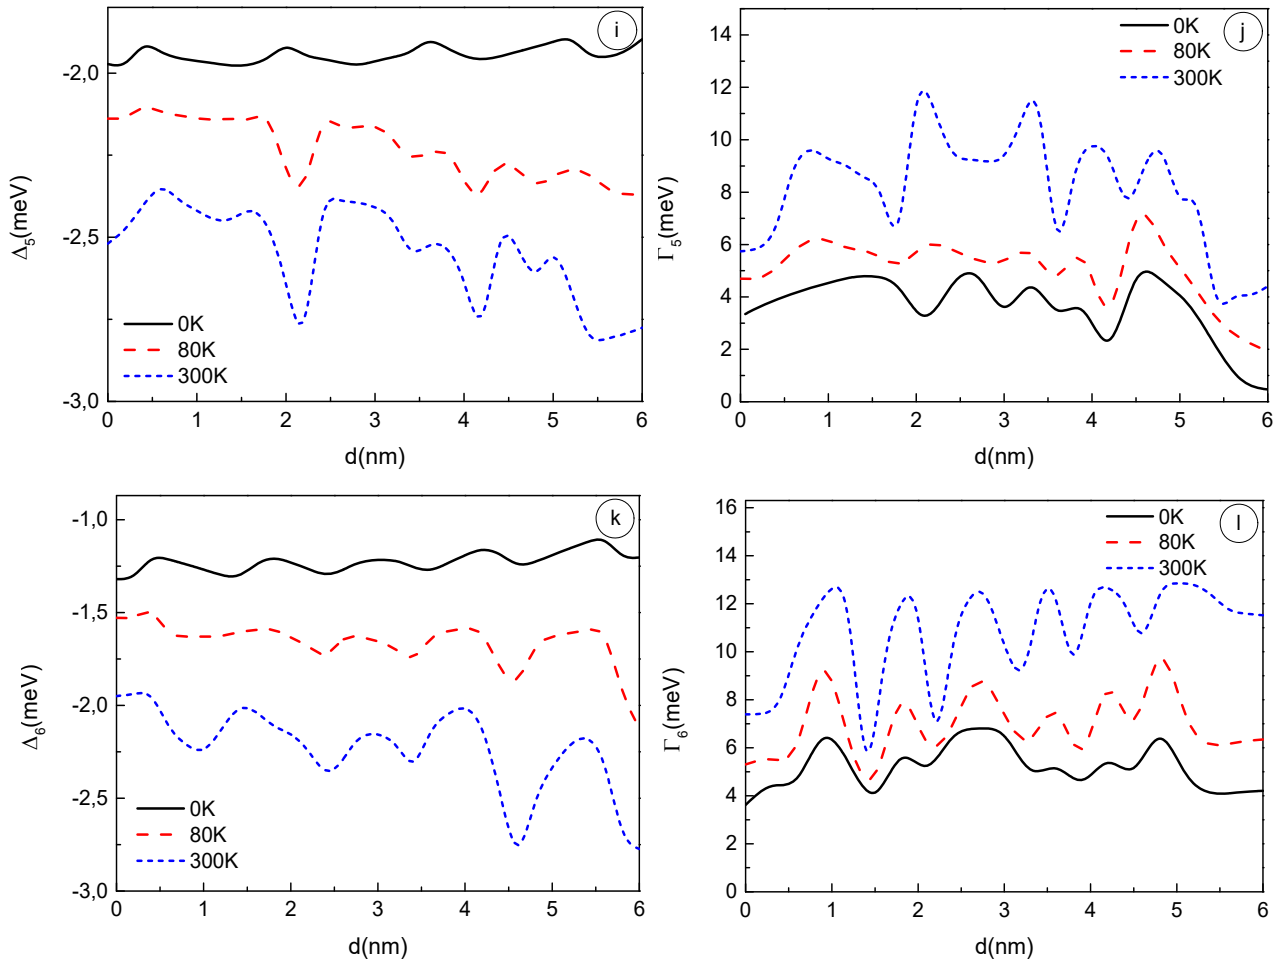 i
-2,0
-2,5
-3,0
Δ5(meV)
0K
80K
300K
0 1 2 3 4 5 6
d(nm)
j
14
12
10
8
6
4
2
0
Γ5(meV)
0K
80K
300K
0 1 2 3 4 5 6
d(nm)
k
-1,0
-1,5
-2,0
-2,5
-3,0
Δ6(meV)
0K
80K
300K
0 1 2 3 4 5 6
d(nm)
l
16
14
12
10
8
6
4
2
0
Γ6(meV)
0K
80K
300K
0 1 2 3 4 5 6
d(nm)